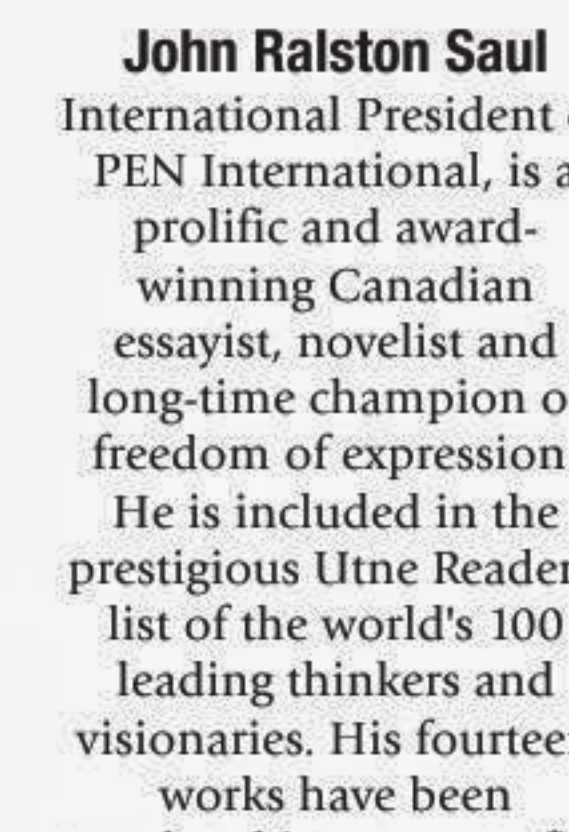 John Ralston Saul
International President
PEN International, is a
prolific and award-
winning Canadian
essayist, novelist and
long-time champion o
freedom of expression
He is included in the
prestigious Utne Reader
list of the world's 100
leading thinkers and
visionaries. His fourtee
works have been